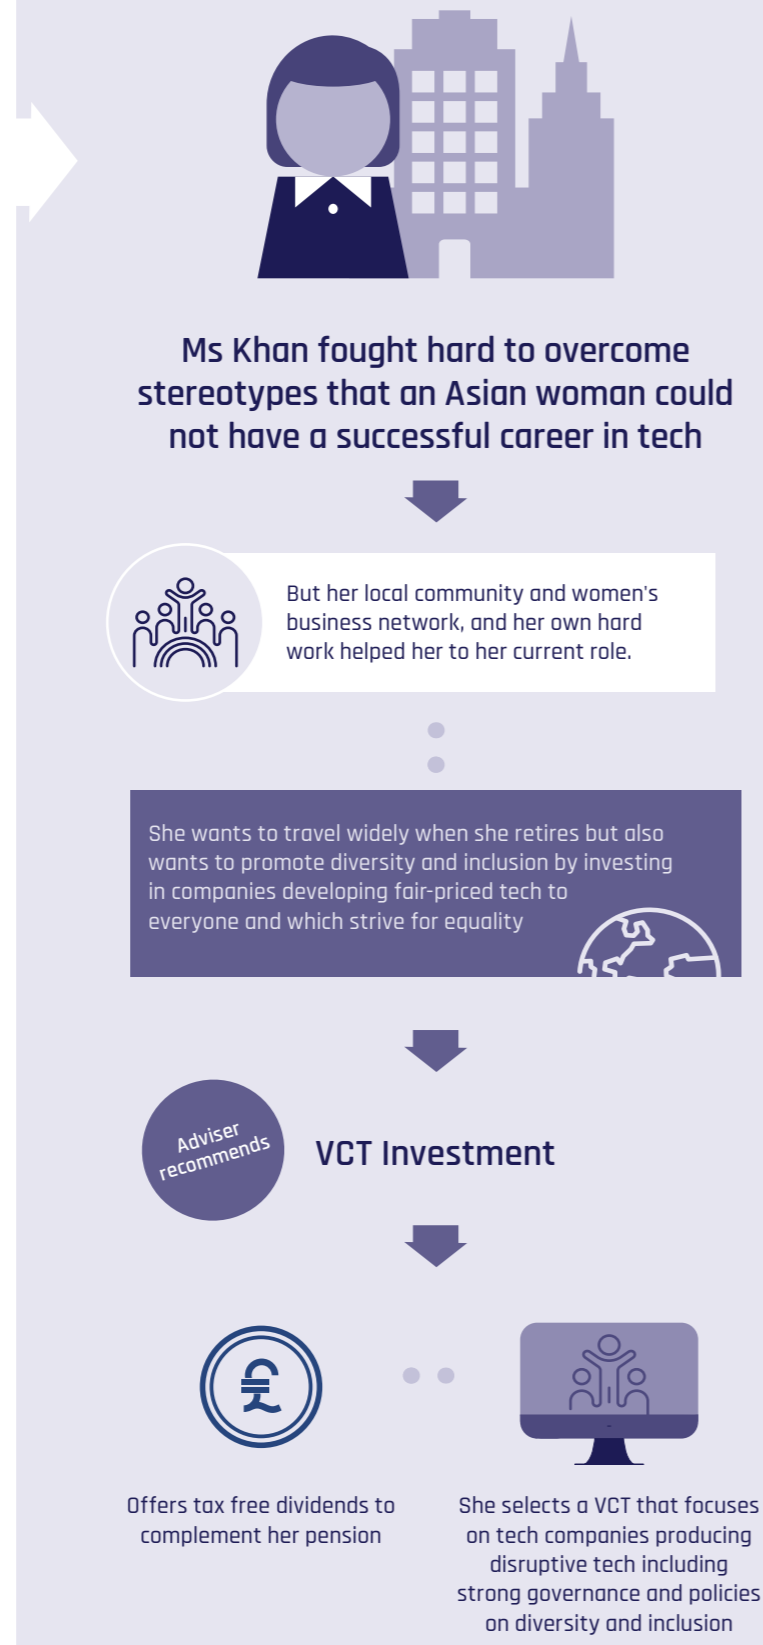 Ms Khan fought hard to overcome
stereotypes that an Asian woman could
not have a successful career in tech
But her local community and women's
business network, and her own hard
work helped her to her current role.
She wants to travel widely when she retires but also
wants to promote diversity and inclusion by investing
in companies developing fair-priced tech to
everyone and which strive for equality
Adviser
recommends
VCT Investment
£
Offers tax free dividends to
complement her pension
She selects a VCT that focuses
on tech companies producing
disruptive tech including
strong governance and policies
on diversity and inclusion